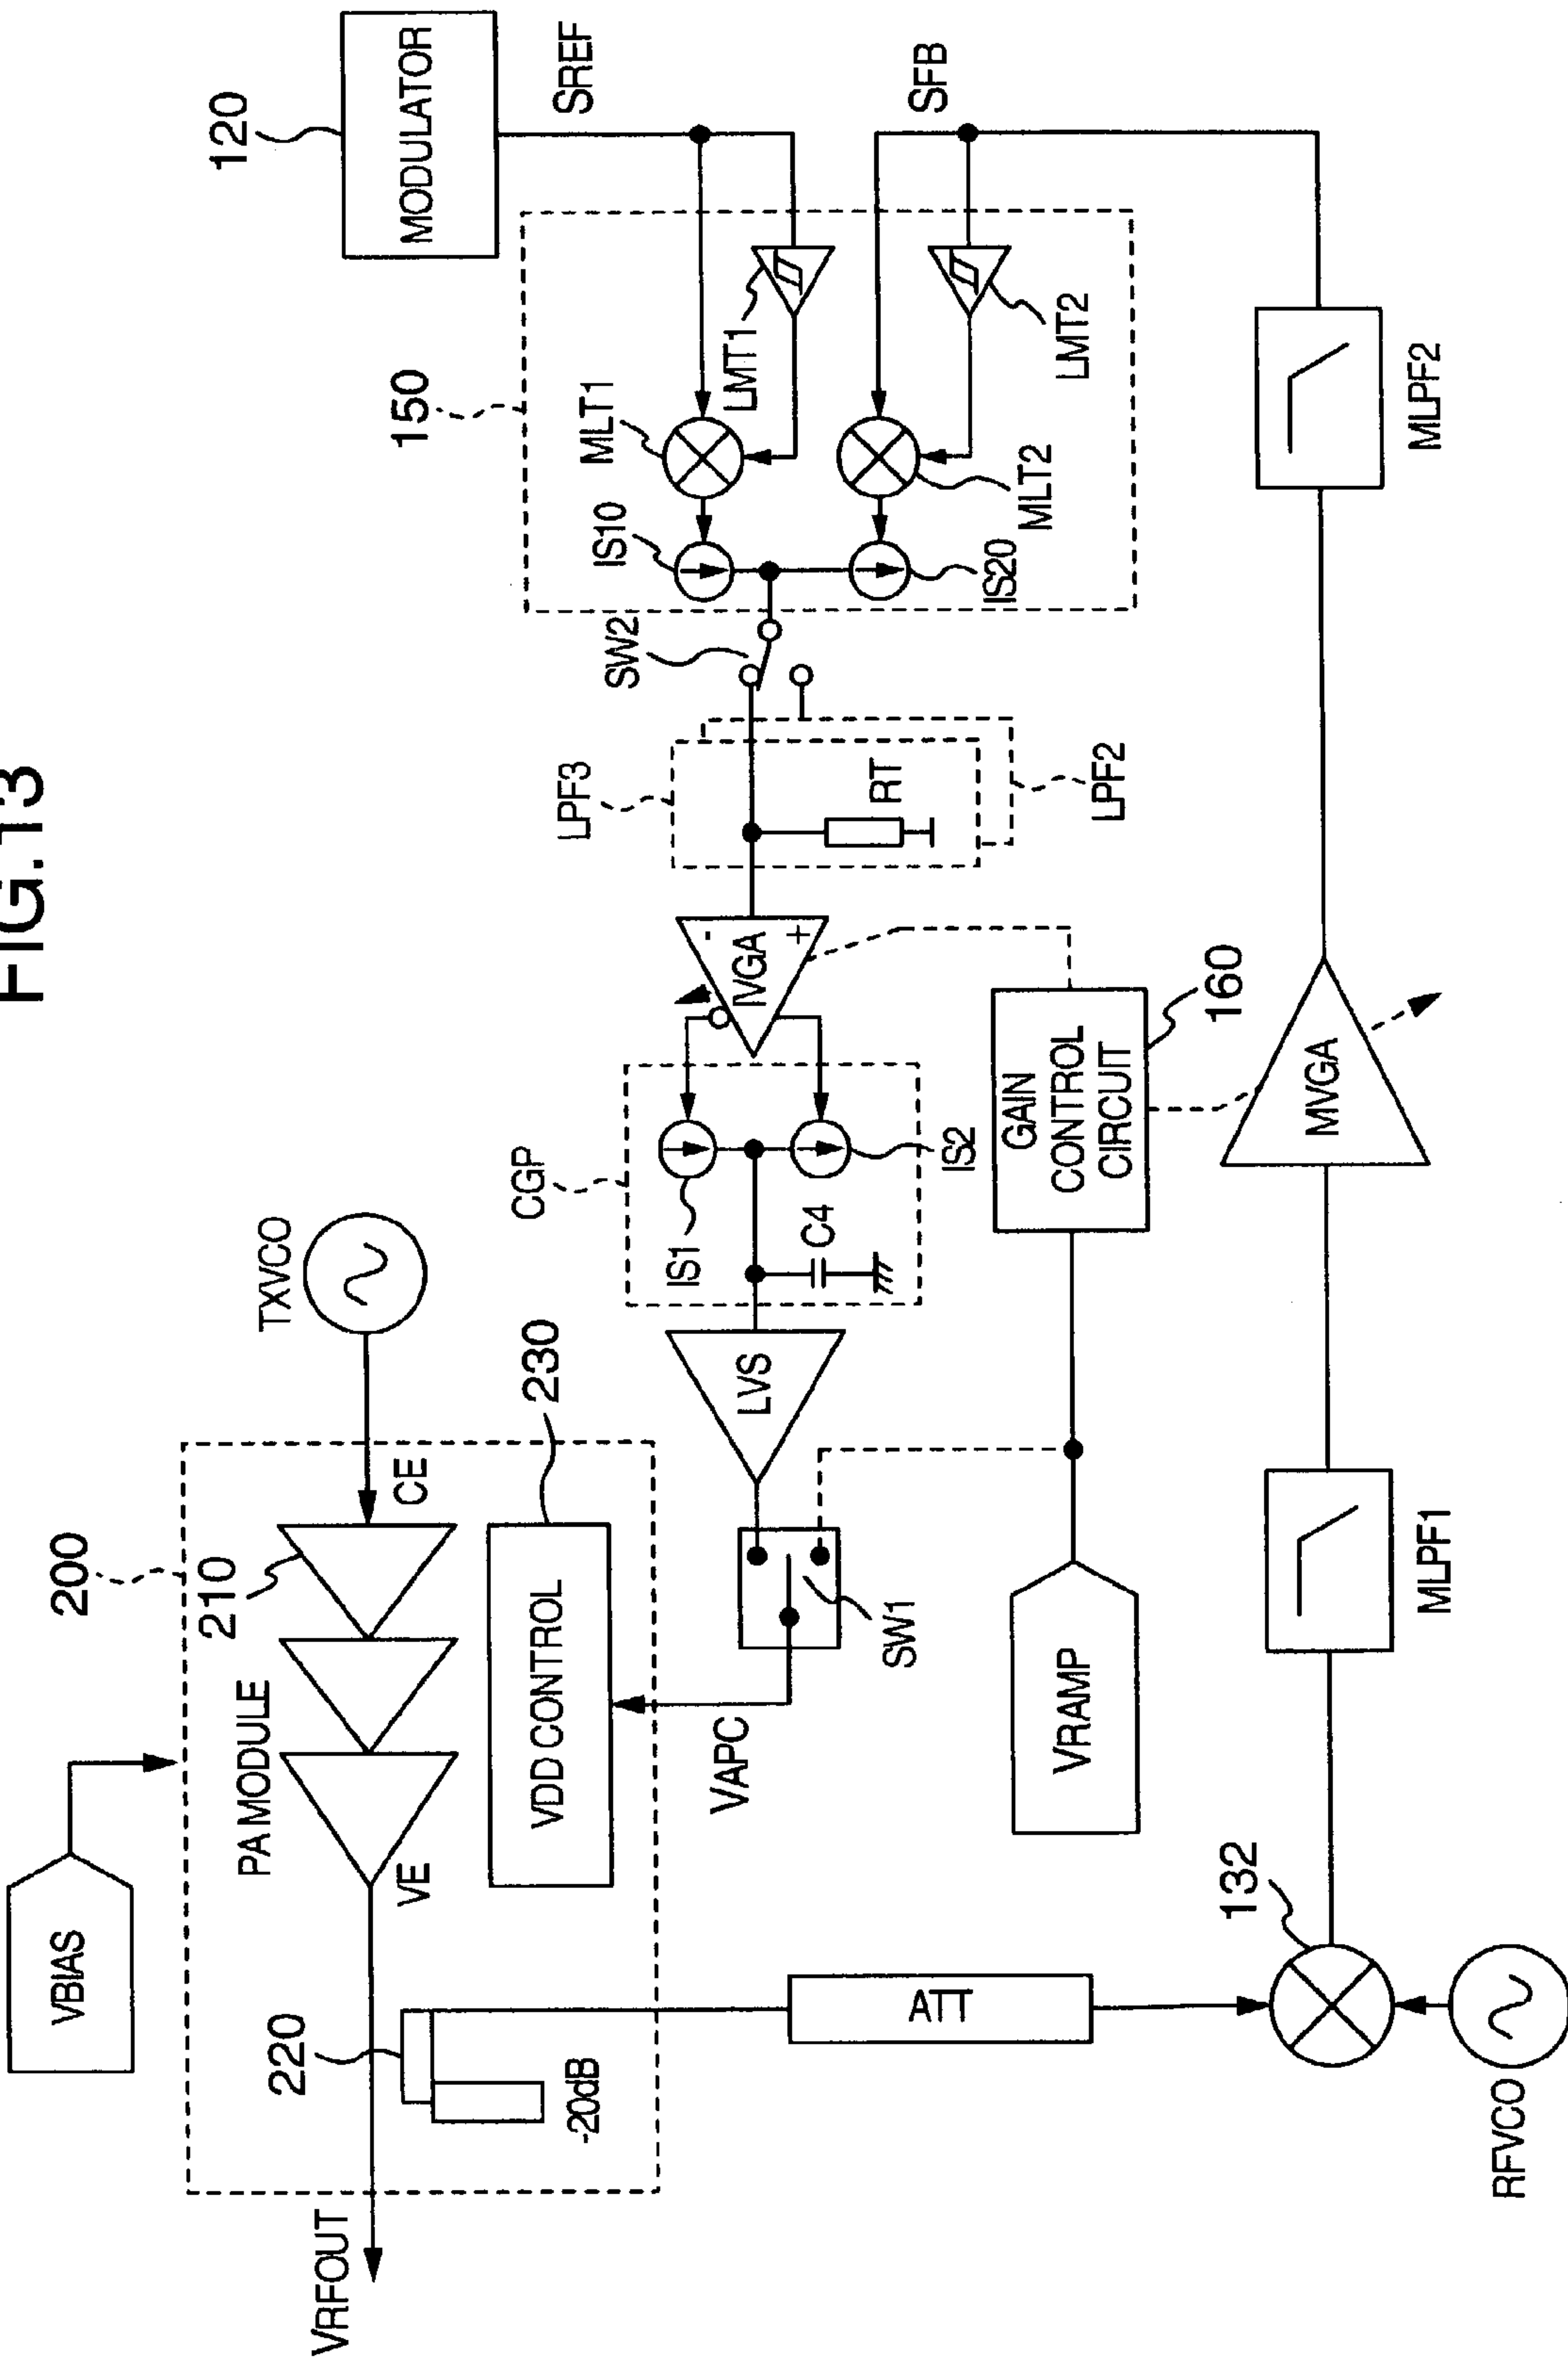 FIG.13
120
MODULATOR
SREF
SFB
150
LMT1
LMT2
MLT1
MLT2
IS10
IS20
SW2
LPF3
RT
LPF2
-
IVGA
+
CGP
IS1
IS2
C4
GAIN
CONTROL
CIRCUIT
160
MVGA
MLPF2
MLPF1
TXVCO
LVS
230
200
210
CE
PA MODULE
VE
VDD CONTROL
VAPC
SW1
VRAMP
VBIAS
220
-20dB
ATT
132
RFVCO
VRFOUT